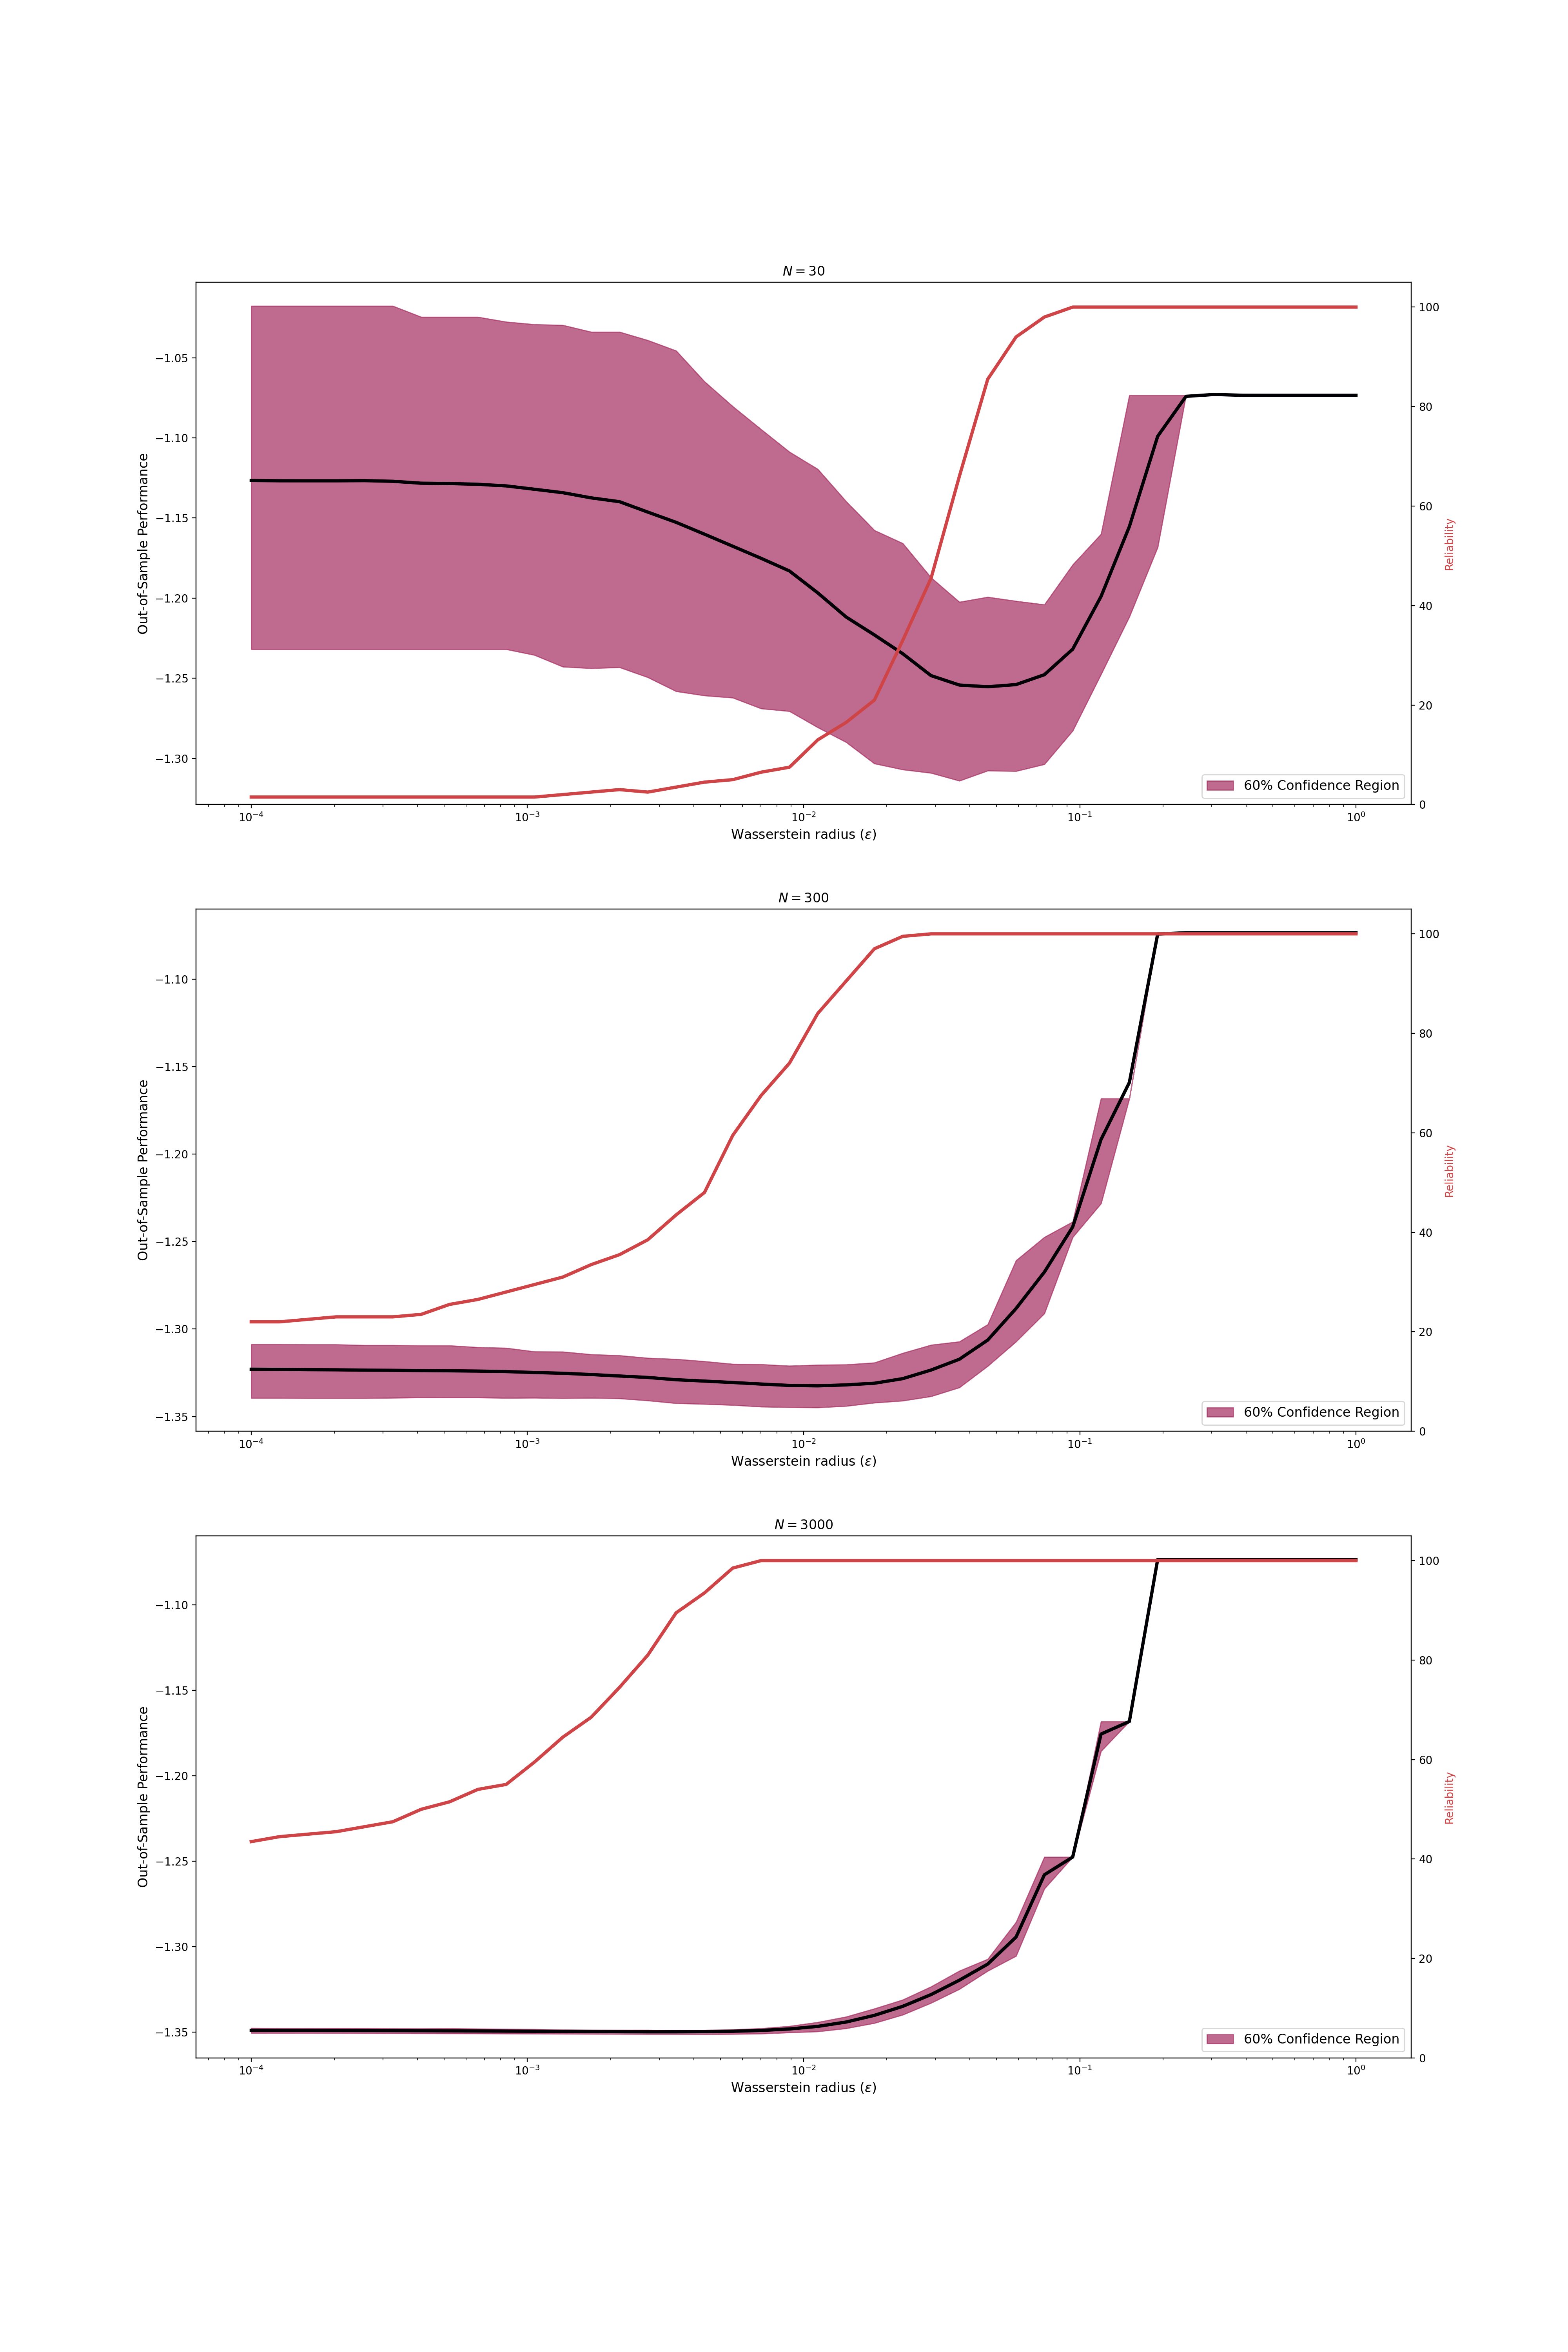 N = 30
−1.05
−1.10
−1.15
−1.20
−1.25
−1.30
Out-of-Sample Performance
100
80
60
40
20
0
Reliability
60% Confidence Region
10⁻⁴ 10⁻³ 10⁻² 10⁻¹ 10⁰
Wasserstein radius (ε)
N = 300
−1.10
−1.15
−1.20
−1.25
−1.30
−1.35
Out-of-Sample Performance
100
80
60
40
20
0
Reliability
60% Confidence Region
10⁻⁴ 10⁻³ 10⁻² 10⁻¹ 10⁰
Wasserstein radius (ε)
N = 3000
−1.10
−1.15
−1.20
−1.25
−1.30
−1.35
Out-of-Sample Performance
100
80
60
40
20
0
Reliability
60% Confidence Region
10⁻⁴ 10⁻³ 10⁻² 10⁻¹ 10⁰
Wasserstein radius (ε)